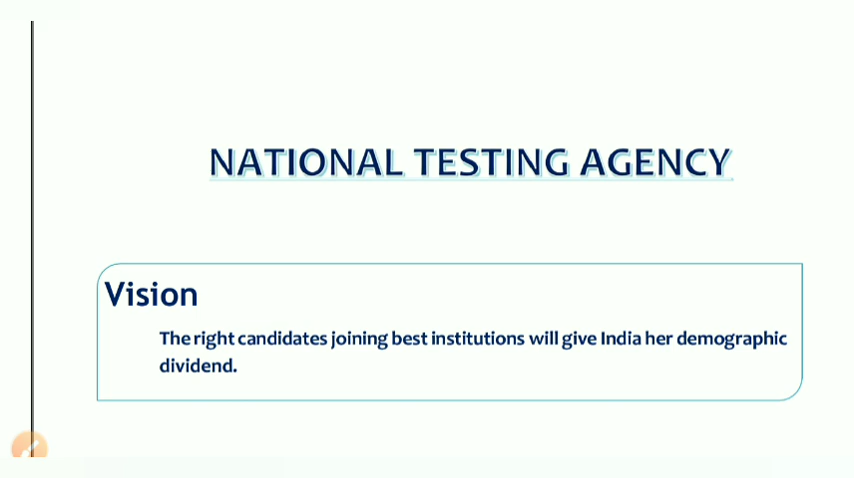 NATIONAL TESTING AGENCY
Vision
The right candidates joining best institutions will give India her demographic
dividend.